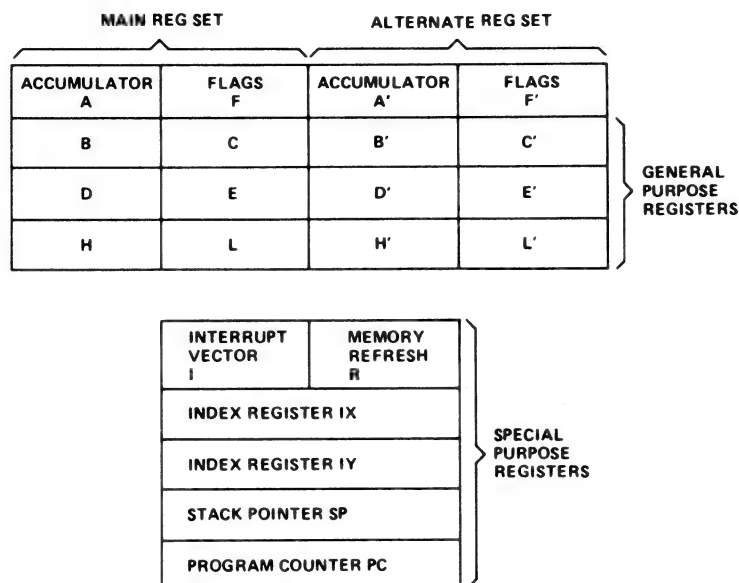 MAIN REG SET
ALTERNATE REG SET
ACCUMULATOR
A
FLAGS
F
ACCUMULATOR
A'
FLAGS
F'
B
C
B'
C'
D
E
D'
E'
H
L
H'
L'
GENERAL
PURPOSE
REGISTERS
INTERRUPT
VECTOR
I
MEMORY
REFRESH
R
INDEX REGISTER IX
INDEX REGISTER IY
STACK POINTER SP
PROGRAM COUNTER PC
SPECIAL
PURPOSE
REGISTERS